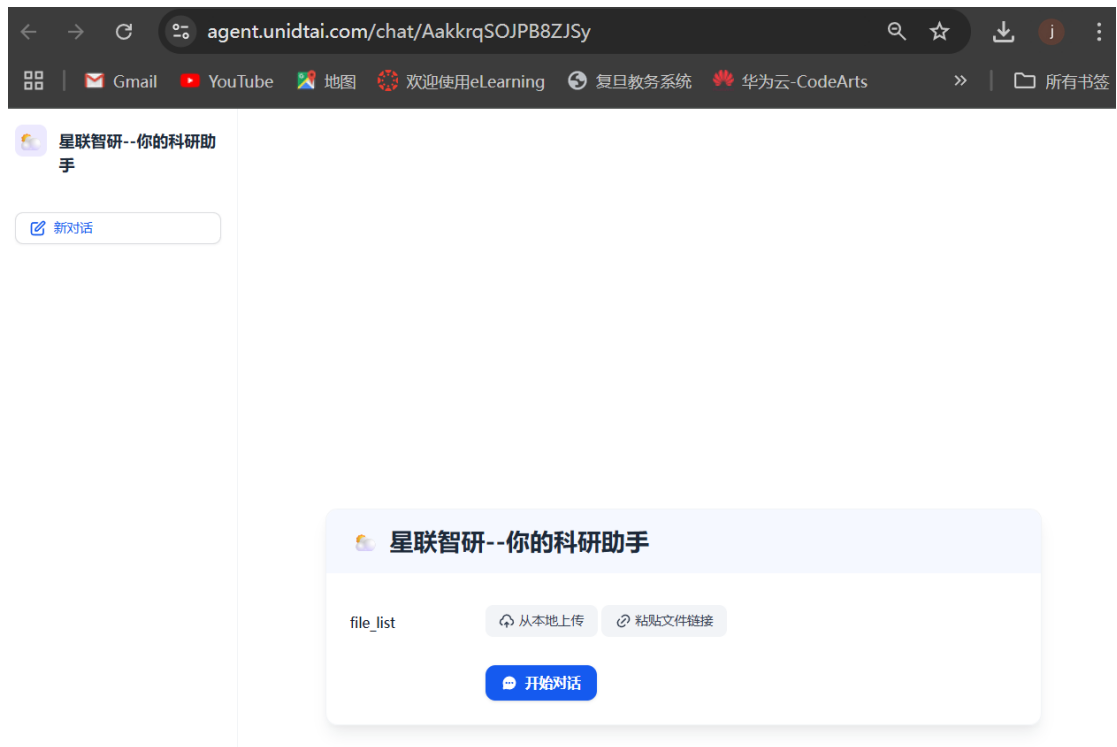 agent.unidtai.com/chat/AakkrqSOJPB8ZJSy
j
Gmail YouTube 地图 欢迎使用eLearning 复旦教务系统 华为云-CodeArts » 所有书签
星联智研--你的科研助
手
新对话
星联智研--你的科研助手
file_list 从本地上传 粘贴文件链接
开始对话